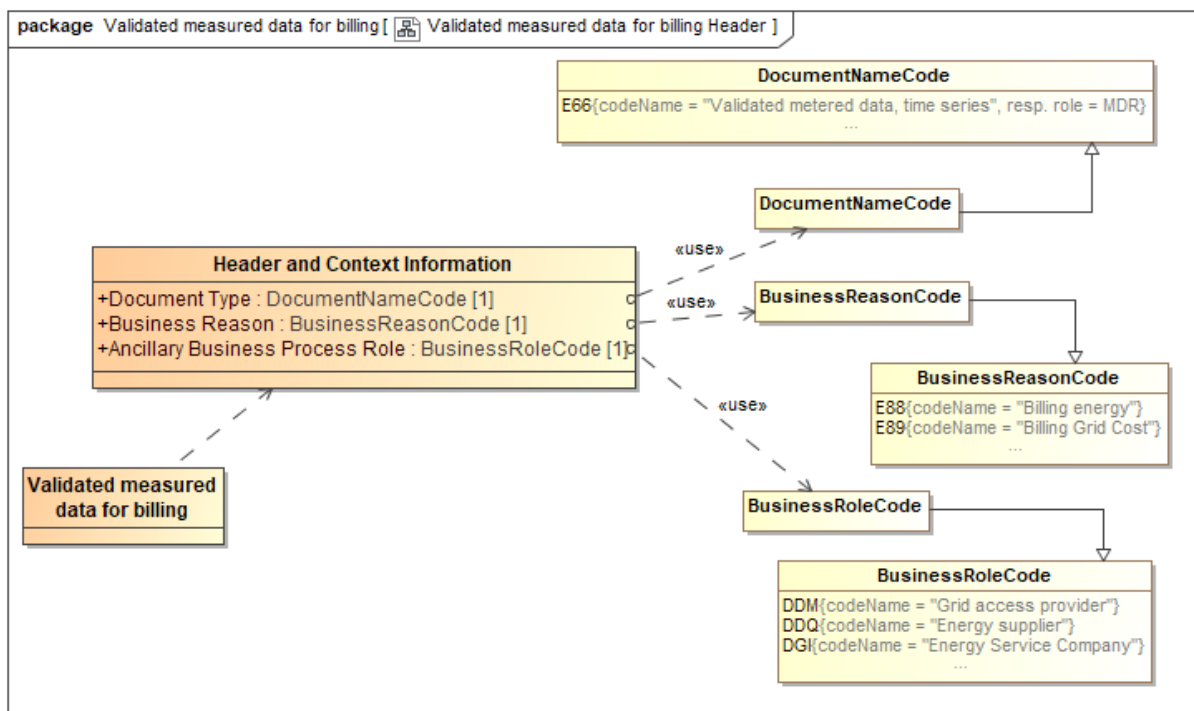 package Validated measured data for billing [ Validated measured data for billing Header ]
DocumentNameCode
E66{codeName = "Validated metered data, time series", resp. role = MDR}
...
DocumentNameCode
«use»
Header and Context Information
+Document Type : DocumentNameCode [1]
+Business Reason : BusinessReasonCode [1]
+Ancillary Business Process Role : BusinessRoleCode [1]
«use»
BusinessReasonCode
BusinessReasonCode
E88{codeName = "Billing energy"}
E89{codeName = "Billing Grid Cost"}
...
«use»
Validated measured
data for billing
BusinessRoleCode
BusinessRoleCode
DDM{codeName = "Grid access provider"}
DDQ{codeName = "Energy supplier"}
DGI{codeName = "Energy Service Company"}
...